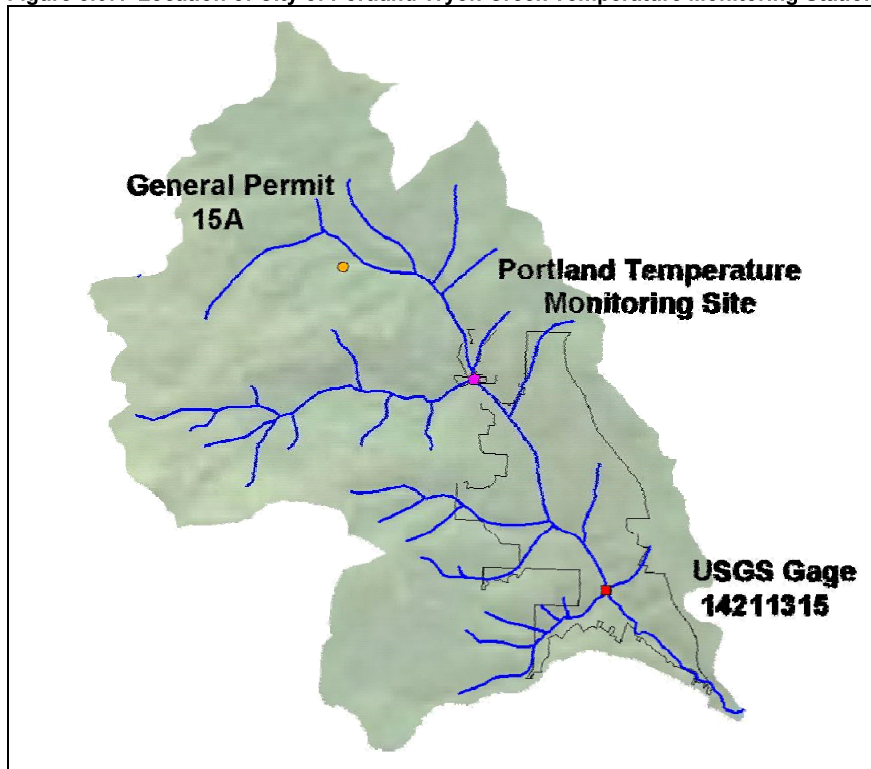 General Permit
15A
Portland Temperature
Monitoring Site
USGS Gage
14211315